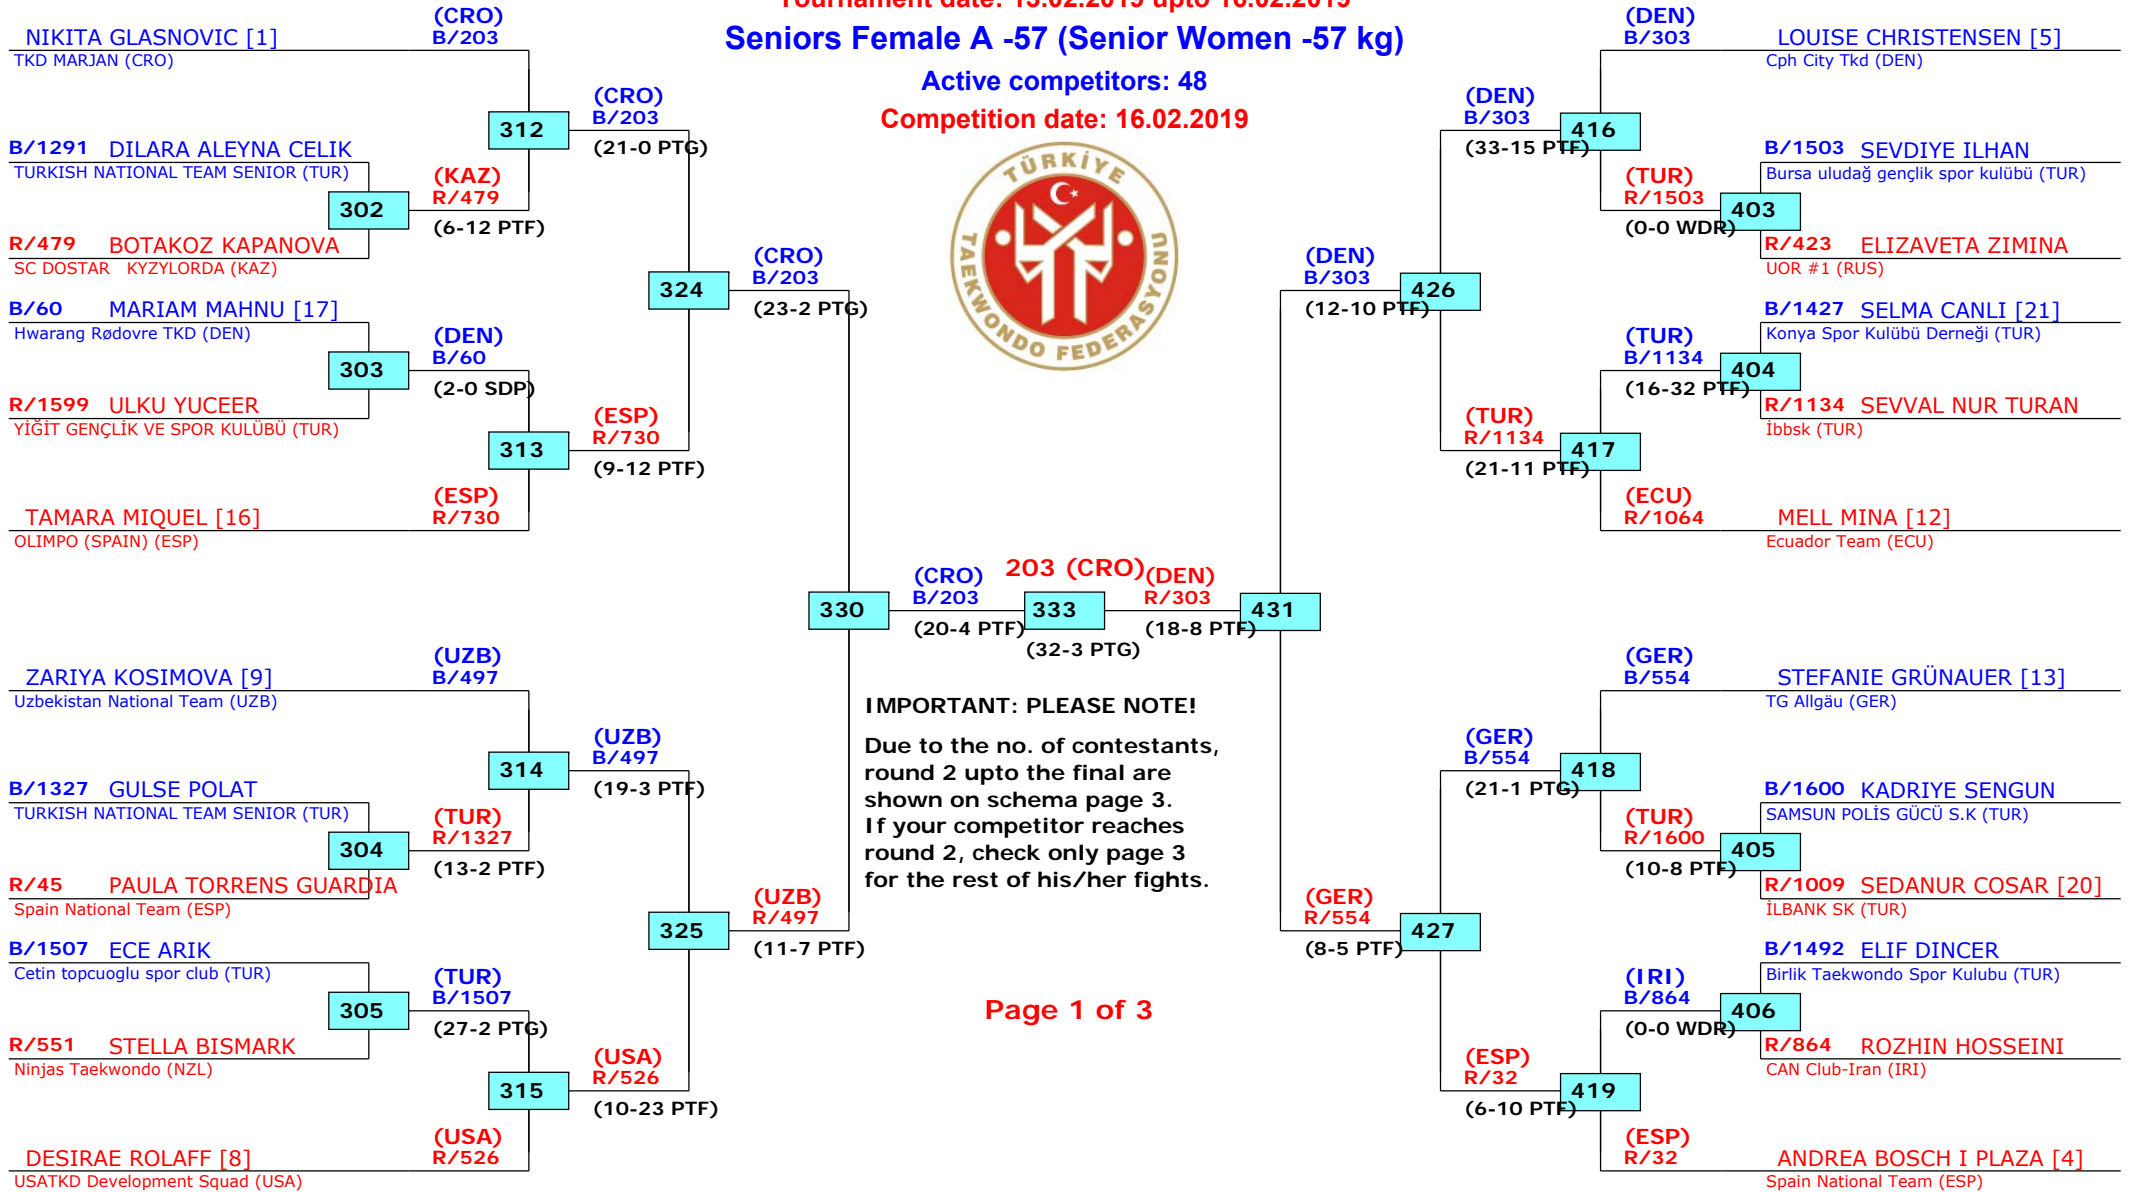 Tournament date: 13.02.2019 upto 16.02.2019
Seniors Female A -57 (Senior Women -57 kg)
Active competitors: 48
Competition date: 16.02.2019
TÜRKİYE
TAEKWONDO FEDERASYONU
NIKITA GLASNOVIC [1]
TKD MARJAN (CRO)
(CRO)
B/203
B/1291 DILARA ALEYNA CELIK
TURKISH NATIONAL TEAM SENIOR (TUR)
302
(KAZ)
R/479
(6-12 PTF)
R/479 BOTAKOZ KAPANOVA
SC DOSTAR KYZYLORDA (KAZ)
312
(CRO)
B/203
(21-0 PTG)
B/60 MARIAM MAHNU [17]
Hwarang Rødovre TKD (DEN)
303
(DEN)
B/60
(2-0 SDP)
R/1599 ULKU YUCEER
YİĞİT GENÇLİK VE SPOR KULÜBÜ (TUR)
313
(ESP)
R/730
(9-12 PTF)
TAMARA MIQUEL [16]
OLIMPO (SPAIN) (ESP)
(ESP)
R/730
324
(CRO)
B/203
(23-2 PTG)
ZARIYA KOSIMOVA [9]
Uzbekistan National Team (UZB)
(UZB)
B/497
B/1327 GULSE POLAT
TURKISH NATIONAL TEAM SENIOR (TUR)
304
(TUR)
R/1327
(13-2 PTF)
R/45 PAULA TORRENS GUARDIA
Spain National Team (ESP)
314
(UZB)
B/497
(19-3 PTF)
B/1507 ECE ARIK
Cetin topcuoglu spor club (TUR)
305
(TUR)
B/1507
(27-2 PTG)
R/551 STELLA BISMARK
Ninjas Taekwondo (NZL)
315
(USA)
R/526
(10-23 PTF)
DESIRAE ROLAFF [8]
USATKD Development Squad (USA)
(USA)
R/526
325
(UZB)
R/497
(11-7 PTF)
330
(CRO)
B/203
(20-4 PTF)
203 (CRO)
333
(32-3 PTG)
(DEN)
R/303
(18-8 PTF)
431
IMPORTANT: PLEASE NOTE!
Due to the no. of contestants,
round 2 upto the final are
shown on schema page 3.
If your competitor reaches
round 2, check only page 3
for the rest of his/her fights.
Page 1 of 3
(DEN)
B/303
LOUISE CHRISTENSEN [5]
Cph City Tkd (DEN)
(DEN)
B/303
(33-15 PTF)
416
B/1503 SEVDIYE ILHAN
Bursa uludağ gençlik spor kulübü (TUR)
(TUR)
R/1503
(0-0 WDR)
403
R/423 ELIZAVETA ZIMINA
UOR #1 (RUS)
(DEN)
B/303
(12-10 PTF)
426
B/1427 SELMA CANLI [21]
Konya Spor Kulübü Derneği (TUR)
(TUR)
B/1134
(16-32 PTF)
404
R/1134 SEVVAL NUR TURAN
İbbsk (TUR)
(TUR)
R/1134
(21-11 PTF)
417
(ECU)
R/1064
MELL MINA [12]
Ecuador Team (ECU)
(GER)
B/554
STEFANIE GRÜNAUER [13]
TG Allgäu (GER)
(GER)
B/554
(21-1 PTG)
418
B/1600 KADRIYE SENGUN
SAMSUN POLİS GÜCÜ S.K (TUR)
(TUR)
R/1600
(10-8 PTF)
405
R/1009 SEDANUR COSAR [20]
İLBANK SK (TUR)
(GER)
R/554
(8-5 PTF)
427
B/1492 ELIF DINCER
Birlik Taekwondo Spor Kulubu (TUR)
(IRI)
B/864
(0-0 WDR)
406
R/864 ROZHIN HOSSEINI
CAN Club-Iran (IRI)
(ESP)
R/32
(6-10 PTF)
419
(ESP)
R/32
ANDREA BOSCH I PLAZA [4]
Spain National Team (ESP)